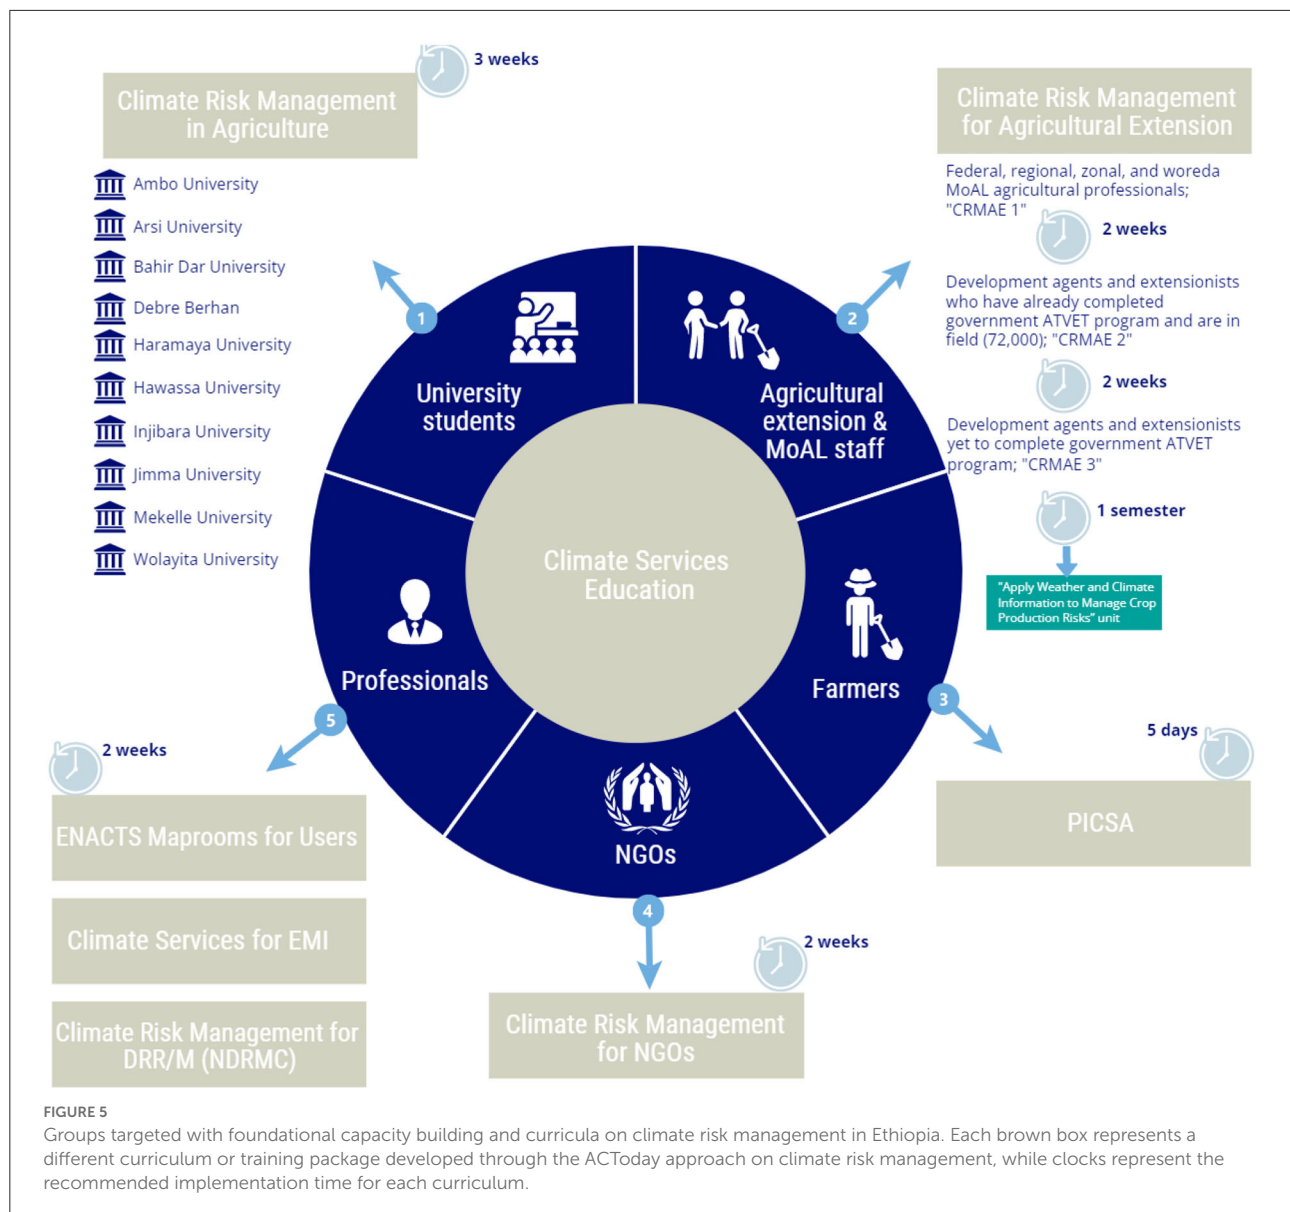 3 weeks
Climate Risk Management
in Agriculture
Ambo University
Arsi University
Bahir Dar University
Debre Berhan
Haramaya University
Hawassa University
Injibara University
Jimma University
Mekelle University
Wolayita University
Climate Risk Management
for Agricultural Extension
Federal, regional, zonal, and woreda
MoAL agricultural professionals;
"CRMAE 1"
2 weeks
Development agents and extensionists
who have already completed
government ATVET program and are in
field (72,000); "CRMAE 2"
2 weeks
Development agents and extensionists
yet to complete government ATVET
program; "CRMAE 3"
1 semester
"Apply Weather and Climate
Information to Manage Crop
Production Risks" unit
1
University
students
2
Agricultural
extension &
MoAL staff
Climate Services
Education
Professionals
5
Farmers
3
NGOs
4
5 days
PICSA
2 weeks
ENACTS Maprooms for Users
Climate Services for EMI
Climate Risk Management for
DRR/M (NDRMC)
2 weeks
Climate Risk Management
for NGOs
FIGURE 5
Groups targeted with foundational capacity building and curricula on climate risk management in Ethiopia. Each brown box represents a
different curriculum or training package developed through the ACToday approach on climate risk management, while clocks represent the
recommended implementation time for each curriculum.